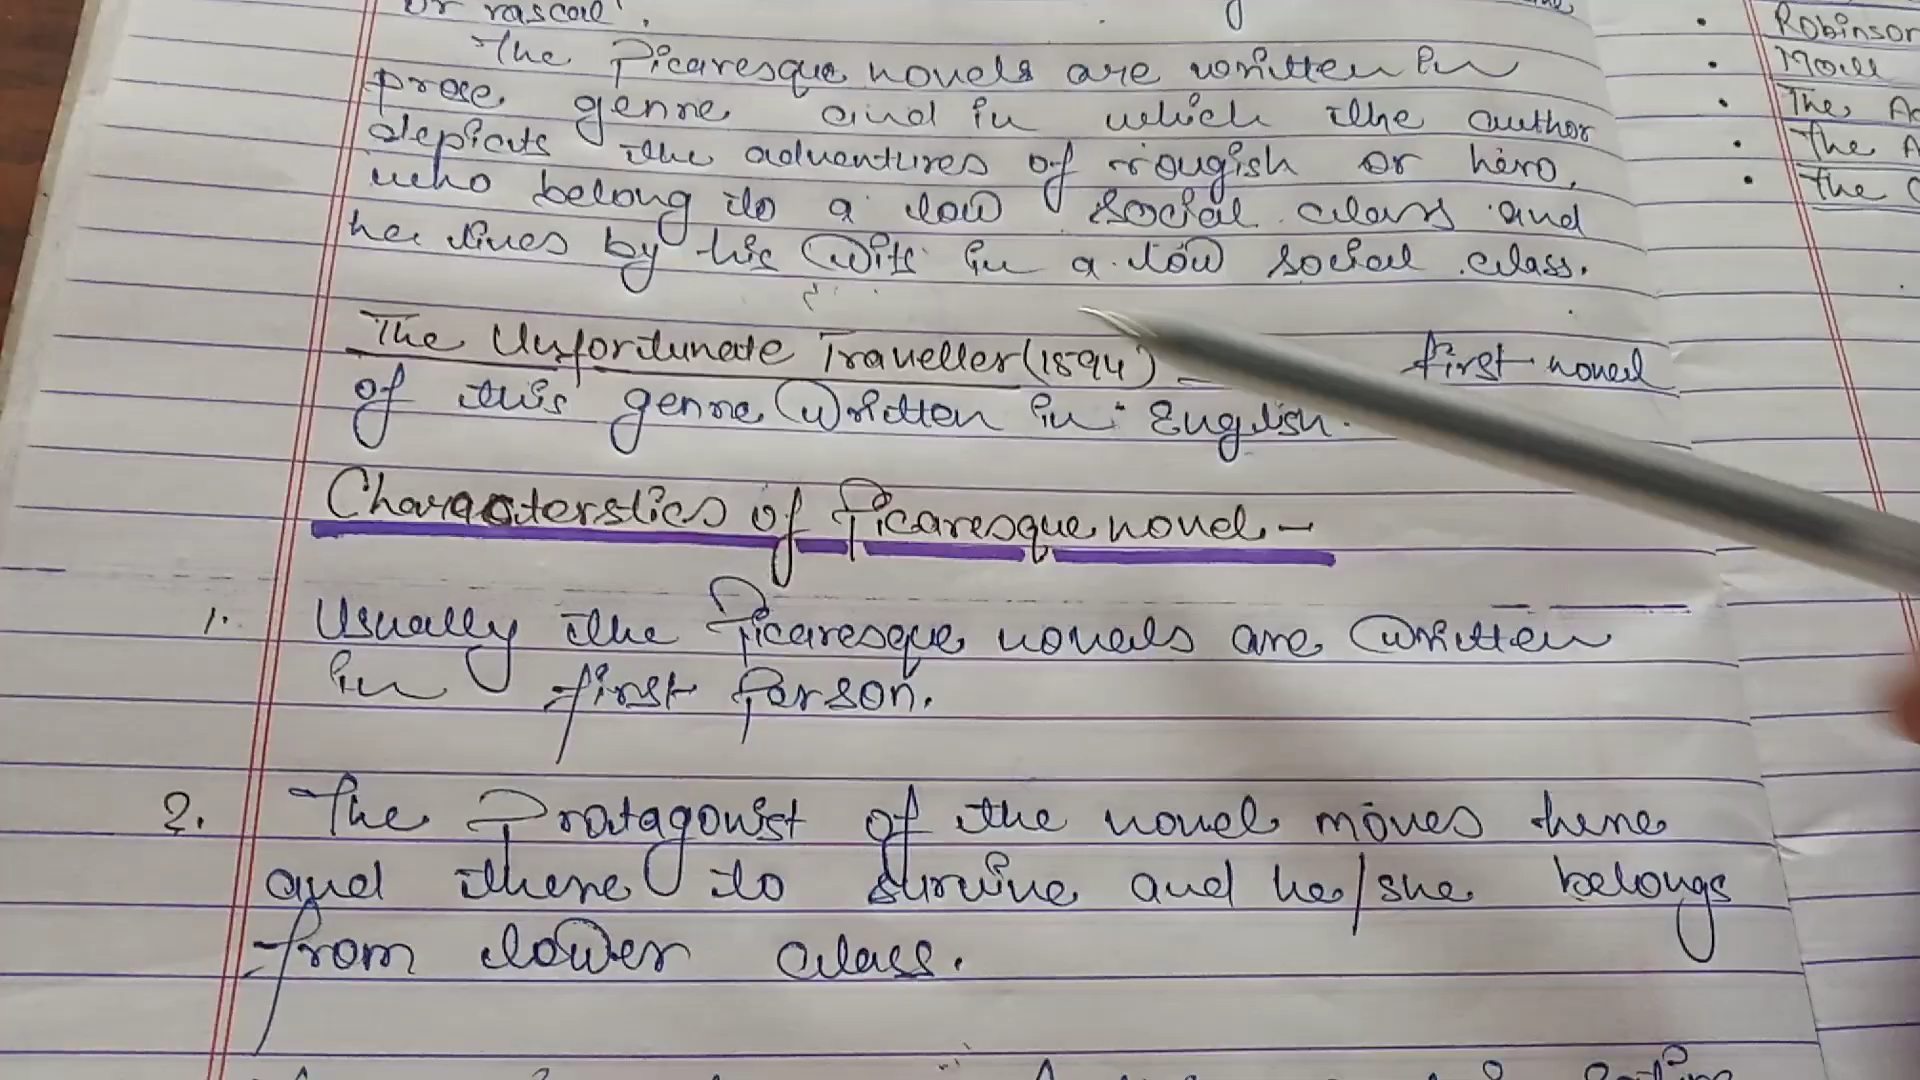 or rascal'.
The Picaresque novels are written in
prose genre and in which the author
depicts the adventures of rougish or hero,
who belong to a low social class and
he lives by his wits in a low social class.
The Unfortunate Traveller (1594) - first novel
of this genre written in English.
Characterstics of Picaresque novel -
1. Usually the Picaresque novels are written
in first Person.
2. The Protagonist of the novel moves here
and there to survive and he/she belongs
from lower class.
• Robinson
• Moll
• The A
• The A
• The